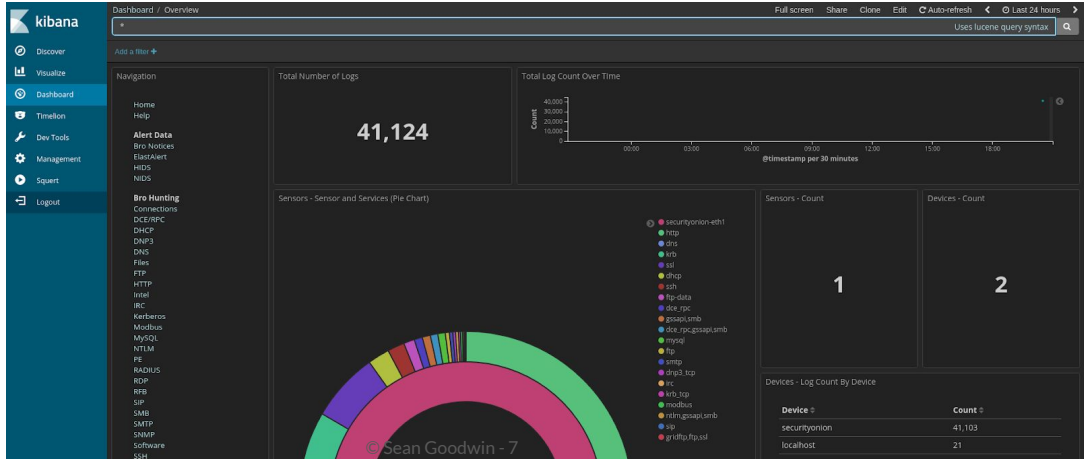 kibana
Discover
Visualize
Dashboard
Timelion
Dev Tools
Management
Squert
Logout
Dashboard / Overview
Full screen Share Clone Edit Auto-refresh Last 24 hours
*
Uses lucene query syntax
Add a filter +
Navigation
Home
Help
Alert Data
Bro Notices
ElastAlert
HIDS
NIDS
Bro Hunting
Connections
DCE/RPC
DHCP
DNP3
DNS
Files
FTP
HTTP
Intel
IRC
Kerberos
Modbus
MySQL
NTLM
PE
RADIUS
RDP
RFB
SIP
SMB
SMTP
SNMP
Software
SSH
Total Number of Logs
41,124
Total Log Count Over Time
Count
40,000
30,000
20,000
10,000
0
00:00 03:00 06:00 09:00 12:00 15:00 18:00
@timestamp per 30 minutes
Sensors - Sensor and Services (Pie Chart)
securityonion-eth1
http
dns
krb
ssl
dhcp
ssh
ftp-data
dce_rpc
gssapi,smb
dce_rpc,gssapi,smb
mysql
ftp
smtp
dnp3_tcp
irc
krb_tcp
modbus
ntlm,gssapi,smb
sip
gridftp,ftp,ssl
© Sean Goodwin - 7
Sensors - Count
1
Devices - Count
2
Devices - Log Count By Device
Device Count
securityonion 41,103
localhost 21